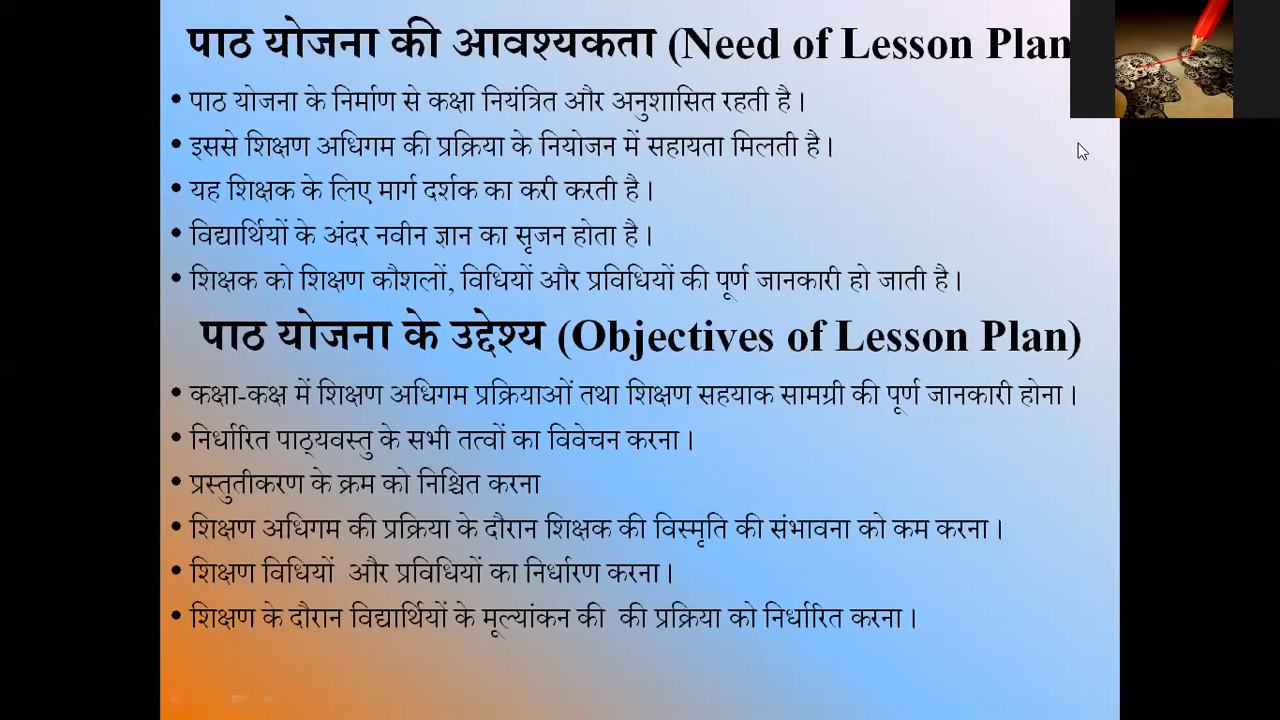 पाठ योजना की आवश्यकता (Need of Lesson Plan
• पाठ योजना के निर्माण से कक्षा नियंत्रित और अनुशासित रहती है।
• इससे शिक्षण अधिगम की प्रक्रिया के नियोजन में सहायता मिलती है।
• यह शिक्षक के लिए मार्ग दर्शक का करी करती है।
• विद्यार्थियों के अंदर नवीन ज्ञान का सृजन होता है।
• शिक्षक को शिक्षण कौशलों, विधियों और प्रविधियों की पूर्ण जानकारी हो जाती है।
पाठ योजना के उद्देश्य (Objectives of Lesson Plan)
• कक्षा-कक्ष में शिक्षण अधिगम प्रक्रियाओं तथा शिक्षण सहयाक सामग्री की पूर्ण जानकारी होना।
• निर्धारित पाठ्यवस्तु के सभी तत्वों का विवेचन करना।
• प्रस्तुतीकरण के क्रम को निश्चित करना
• शिक्षण अधिगम की प्रक्रिया के दौरान शिक्षक की विस्मृति की संभावना को कम करना।
• शिक्षण विधियों और प्रविधियों का निर्धारण करना।
• शिक्षण के दौरान विद्यार्थियों के मूल्यांकन की की प्रक्रिया को निर्धारित करना।